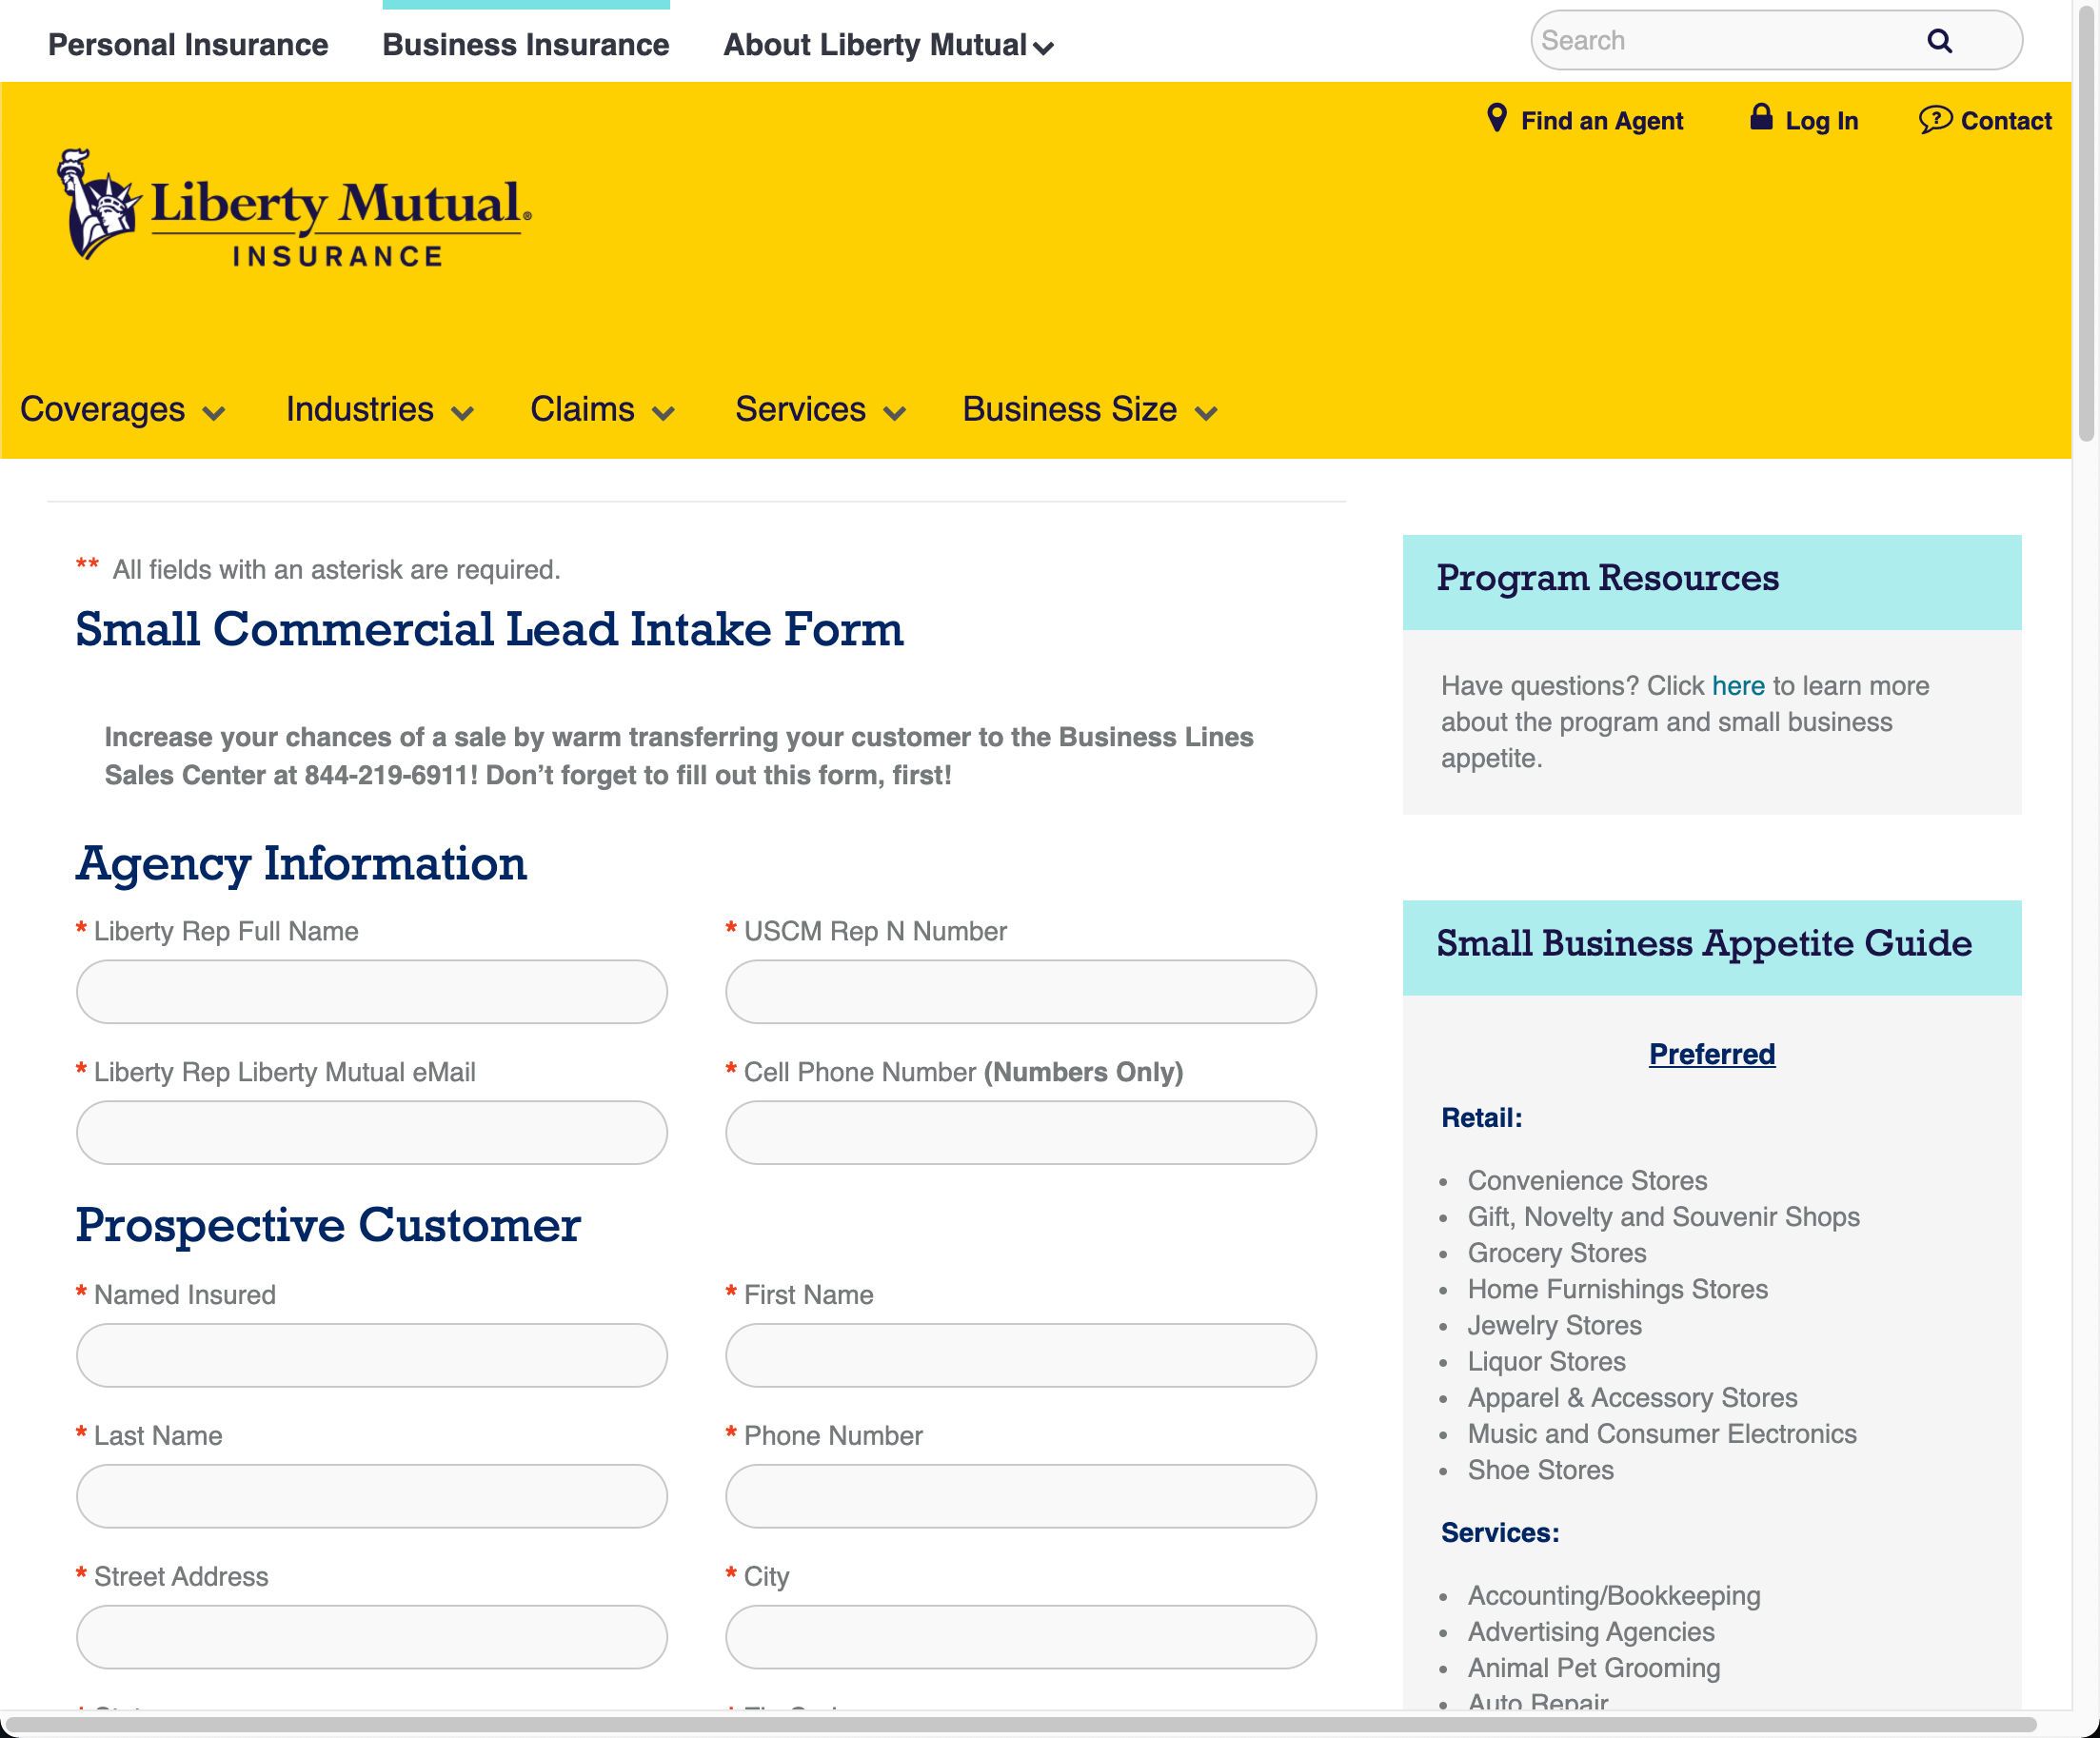 Personal Insurance
Business Insurance
About Liberty Mutual
Search
Find an Agent
Log In
Contact
Liberty Mutual®
INSURANCE
Coverages
Industries
Claims
Services
Business Size
** All fields with an asterisk are required.
Small Commercial Lead Intake Form
Increase your chances of a sale by warm transferring your customer to the Business Lines
Sales Center at 844-219-6911! Don’t forget to fill out this form, first!
Agency Information
* Liberty Rep Full Name
* USCM Rep N Number
* Liberty Rep Liberty Mutual eMail
* Cell Phone Number (Numbers Only)
Prospective Customer
* Named Insured
* First Name
* Last Name
* Phone Number
* Street Address
* City
Program Resources
Have questions? Click here to learn more
about the program and small business
appetite.
Small Business Appetite Guide
Preferred
Retail:
• Convenience Stores
• Gift, Novelty and Souvenir Shops
• Grocery Stores
• Home Furnishings Stores
• Jewelry Stores
• Liquor Stores
• Apparel & Accessory Stores
• Music and Consumer Electronics
• Shoe Stores
Services:
• Accounting/Bookkeeping
• Advertising Agencies
• Animal Pet Grooming
• Auto Repair